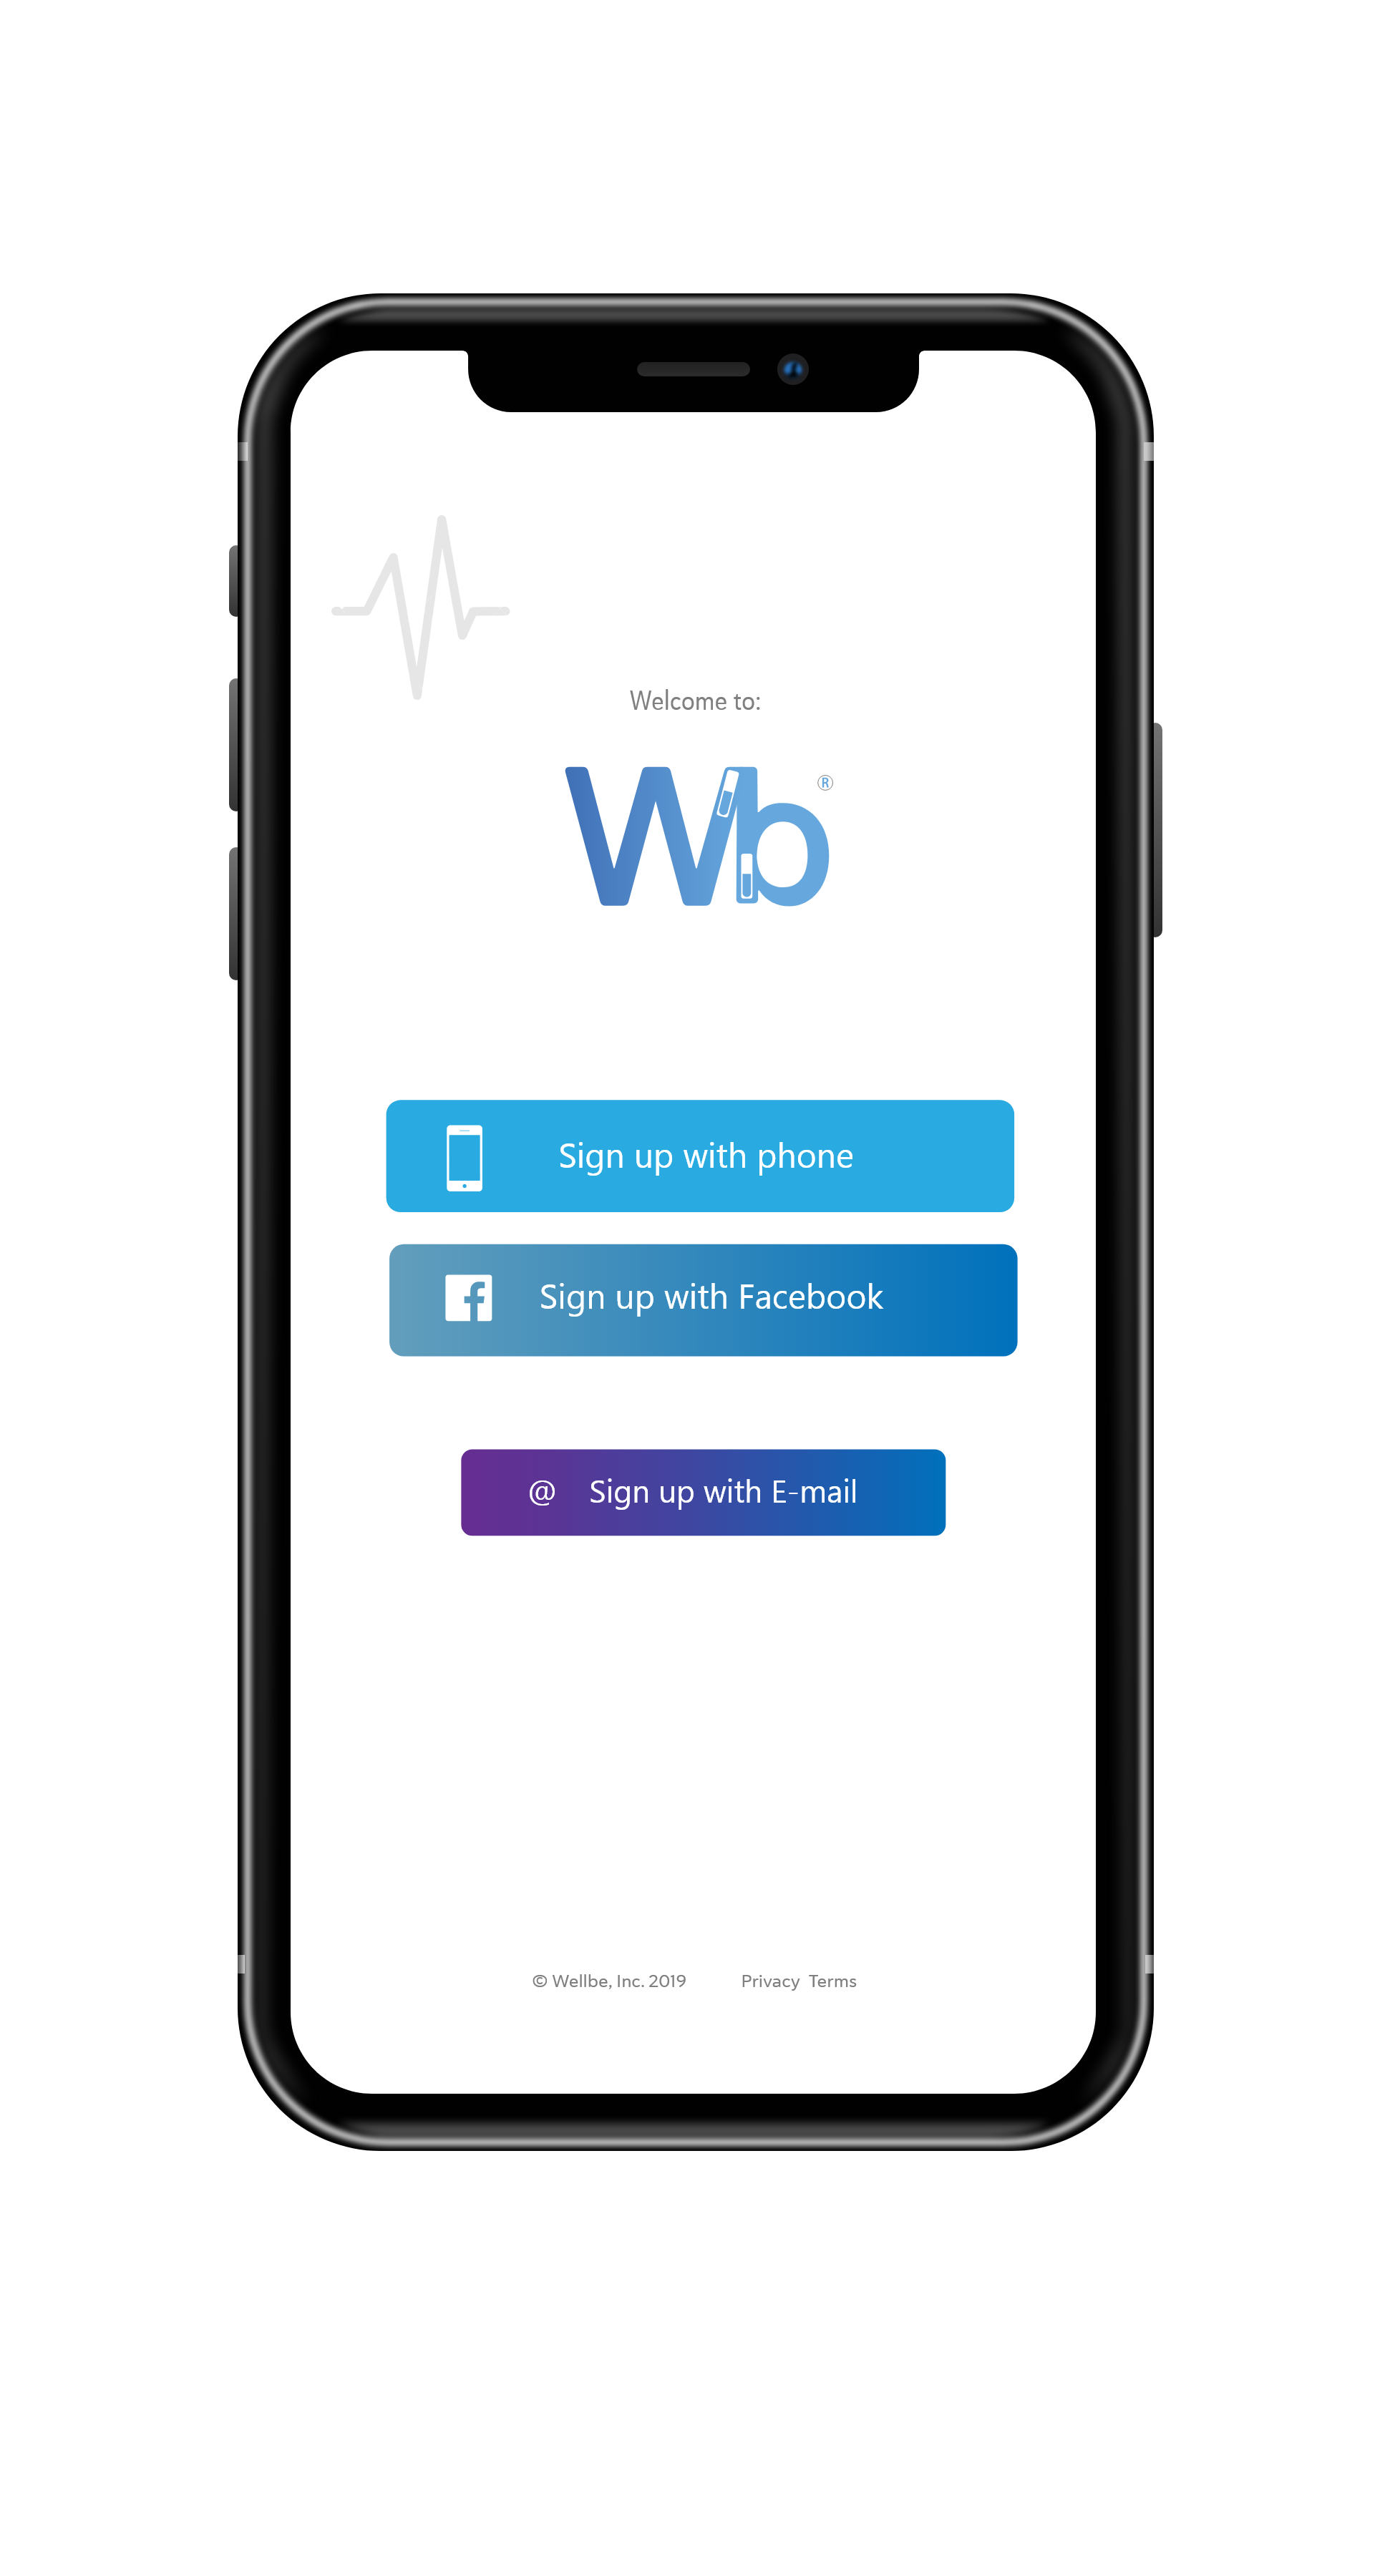 Welcome to:
Wb®
Sign up with phone
Sign up with Facebook
@ Sign up with E-mail
© Wellbe, Inc. 2019 Privacy Terms